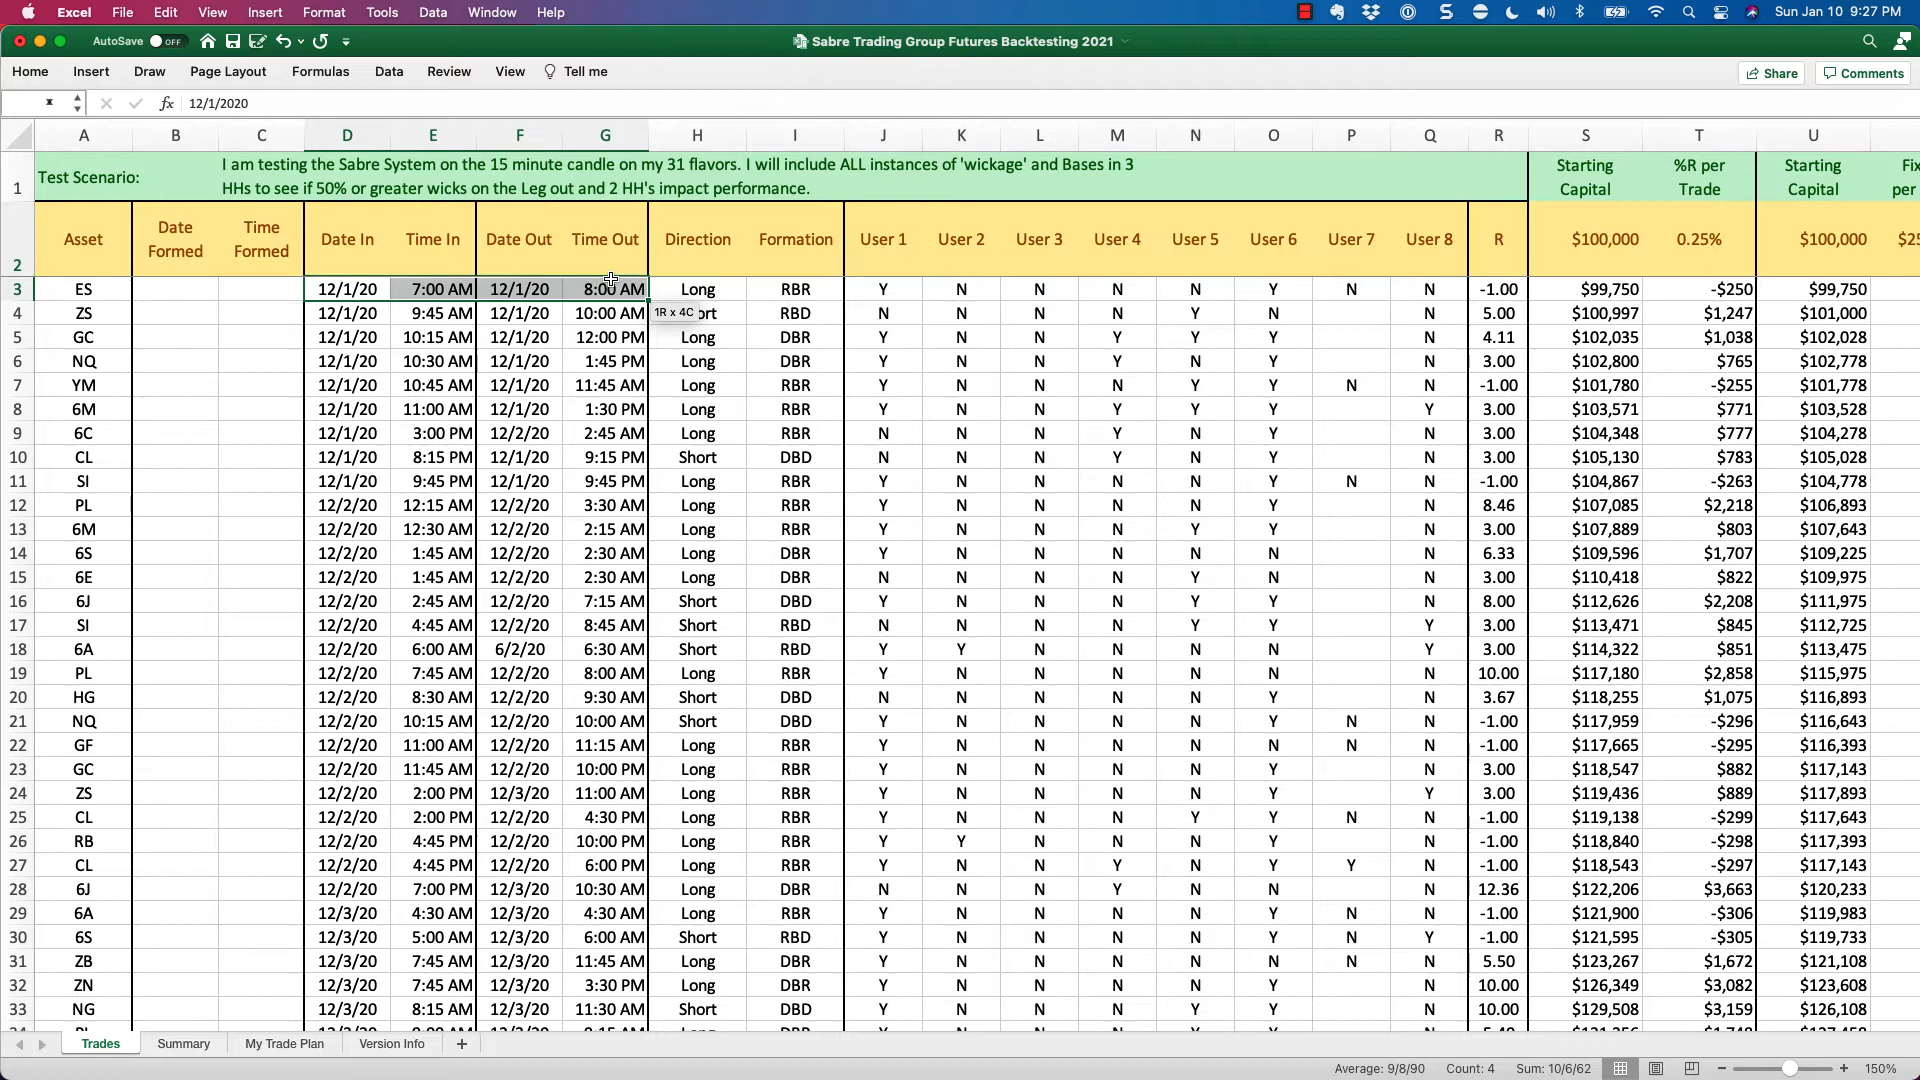 Excel File Edit View Insert Format Tools Data Window Help Sun Jan 10 9:27 PM
AutoSave OFF Sabre Trading Group Futures Backtesting 2021
Home Insert Draw Page Layout Formulas Data Review View Tell me Share Comments
fx 12/1/2020
A B C D E F G H I J K L M N O P Q R S T U
1 Test Scenario: I am testing the Sabre System on the 15 minute candle on my 31 flavors. I will include ALL instances of 'wickage' and Bases in 3 Starting %R per Starting Fix
HHs to see if 50% or greater wicks on the Leg out and 2 HH's impact performance. Capital Trade Capital per
2 Asset Date Formed Time Formed Date In Time In Date Out Time Out Direction Formation User 1 User 2 User 3 User 4 User 5 User 6 User 7 User 8 R $100,000 0.25% $100,000 $25
3 ES 12/1/20 7:00 AM 12/1/20 8:00 AM Long RBR Y N N N N Y N N -1.00 $99,750 -$250 $99,750
1R x 4C
4 ZS 12/1/20 9:45 AM 12/1/20 10:00 AM ort RBD N N N N Y N N 5.00 $100,997 $1,247 $101,000
5 GC 12/1/20 10:15 AM 12/1/20 12:00 PM Long DBR Y N N Y Y Y N 4.11 $102,035 $1,038 $102,028
6 NQ 12/1/20 10:30 AM 12/1/20 1:45 PM Long DBR Y N N Y N Y N 3.00 $102,800 $765 $102,778
7 YM 12/1/20 10:45 AM 12/1/20 11:45 AM Long RBR Y N N N Y Y N N -1.00 $101,780 -$255 $101,778
8 6M 12/1/20 11:00 AM 12/1/20 1:30 PM Long RBR Y N N Y Y Y Y 3.00 $103,571 $771 $103,528
9 6C 12/1/20 3:00 PM 12/2/20 2:45 AM Long RBR N N N Y N Y N 3.00 $104,348 $777 $104,278
10 CL 12/1/20 8:15 PM 12/1/20 9:15 PM Short DBD N N N Y N Y N 3.00 $105,130 $783 $105,028
11 SI 12/1/20 9:45 PM 12/1/20 9:45 PM Long RBR Y N N N N Y N N -1.00 $104,867 -$263 $104,778
12 PL 12/2/20 12:15 AM 12/2/20 3:30 AM Long RBR Y N N N N Y N 8.46 $107,085 $2,218 $106,893
13 6M 12/2/20 12:30 AM 12/2/20 2:15 AM Long RBR Y N N N Y Y N 3.00 $107,889 $803 $107,643
14 6S 12/2/20 1:45 AM 12/2/20 2:30 AM Long DBR Y N N N N N N 6.33 $109,596 $1,707 $109,225
15 6E 12/2/20 1:45 AM 12/2/20 2:30 AM Long DBR N N N N Y N N 3.00 $110,418 $822 $109,975
16 6J 12/2/20 2:45 AM 12/2/20 7:15 AM Short DBD Y N N N Y Y N 8.00 $112,626 $2,208 $111,975
17 SI 12/2/20 4:45 AM 12/2/20 8:45 AM Short RBD N N N N Y Y Y 3.00 $113,471 $845 $112,725
18 6A 12/2/20 6:00 AM 6/2/20 6:30 AM Short RBD Y Y N N N N Y 3.00 $114,322 $851 $113,475
19 PL 12/2/20 7:45 AM 12/2/20 8:00 AM Long RBR Y N N N N Y N 10.00 $117,180 $2,858 $115,975
20 HG 12/2/20 8:30 AM 12/2/20 9:30 AM Short DBD N N N N N Y N 3.67 $118,255 $1,075 $116,893
21 NQ 12/2/20 10:15 AM 12/2/20 10:00 AM Short DBD Y N N N N Y N N -1.00 $117,959 -$296 $116,643
22 GF 12/2/20 11:00 AM 12/2/20 11:15 AM Long RBR Y N N N N N N N -1.00 $117,665 -$295 $116,393
23 GC 12/2/20 11:45 AM 12/2/20 10:00 PM Long RBR Y N N N N Y N 3.00 $118,547 $882 $117,143
24 ZS 12/2/20 2:00 PM 12/3/20 11:00 AM Long RBR Y N N N N Y Y 3.00 $119,436 $889 $117,893
25 CL 12/2/20 2:00 PM 12/2/20 4:30 PM Long RBR Y N N N Y Y N N -1.00 $119,138 -$299 $117,643
26 RB 12/2/20 4:45 PM 12/2/20 10:00 PM Long RBR Y Y N N N Y N -1.00 $118,840 -$298 $117,393
27 CL 12/2/20 4:45 PM 12/2/20 6:00 PM Long RBR Y N N Y N Y Y N -1.00 $118,543 -$297 $117,143
28 6J 12/2/20 7:00 PM 12/3/20 10:30 AM Long DBR N N N Y N N N 12.36 $122,206 $3,663 $120,233
29 6A 12/3/20 4:30 AM 12/3/20 4:30 AM Long RBR Y N N N N Y N N -1.00 $121,900 -$306 $119,983
30 6S 12/3/20 5:00 AM 12/3/20 6:00 AM Short RBD Y N N N N Y N Y -1.00 $121,595 -$305 $119,733
31 ZB 12/3/20 7:45 AM 12/3/20 11:45 AM Long DBR Y N N N N N N N 5.50 $123,267 $1,672 $121,108
32 ZN 12/3/20 7:45 AM 12/3/20 3:30 PM Long DBR Y N N N N Y N 10.00 $126,349 $3,082 $123,608
33 NG 12/3/20 8:15 AM 12/3/20 11:30 AM Short DBD Y N N N Y Y N 10.00 $129,508 $3,159 $126,108
Trades Summary My Trade Plan Version Info
Average: 9/8/90 Count: 4 Sum: 10/6/62 150%